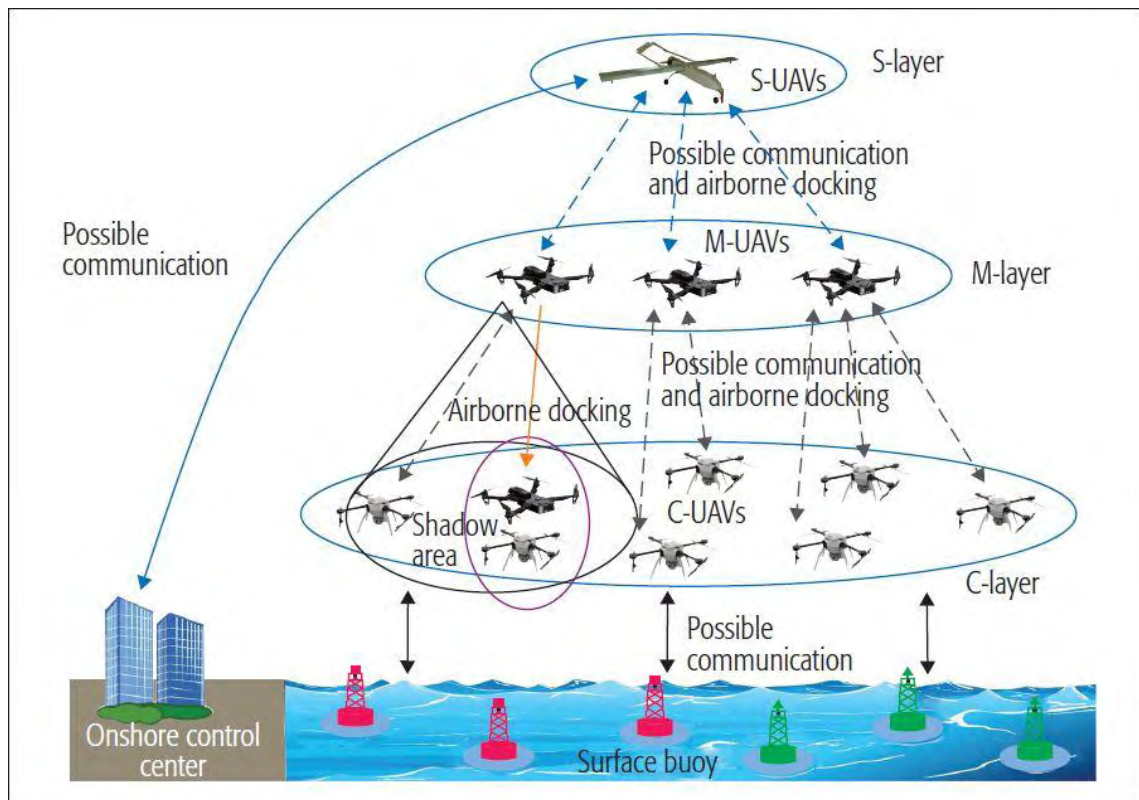 S-layer
S-UAVs
Possible communication
and airborne docking
Possible
communication
M-UAVs
M-layer
Possible communication
and airborne docking
Airborne docking
C-UAVs
Shadow
area
C-layer
Possible
communication
Onshore control
center
Surface buoy